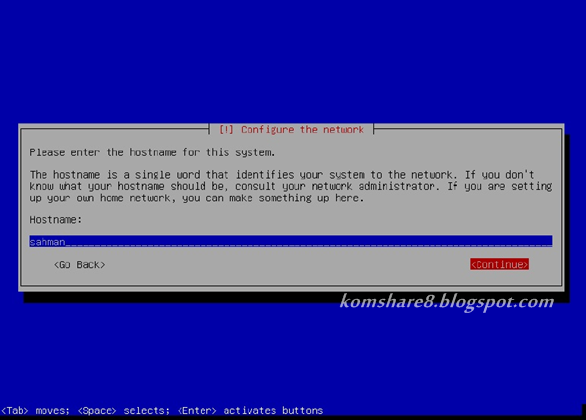 [!] Configure the network
Please enter the hostname for this system.
The hostname is a single word that identifies your system to the network. If you don't
know what your hostname should be, consult your network administrator. If you are setting
up your own home network, you can make something up here.
Hostname:
sahman
<Go Back> <Continue>
komshare8.blogspot.com
<Tab> moves; <Space> selects; <Enter> activates buttons